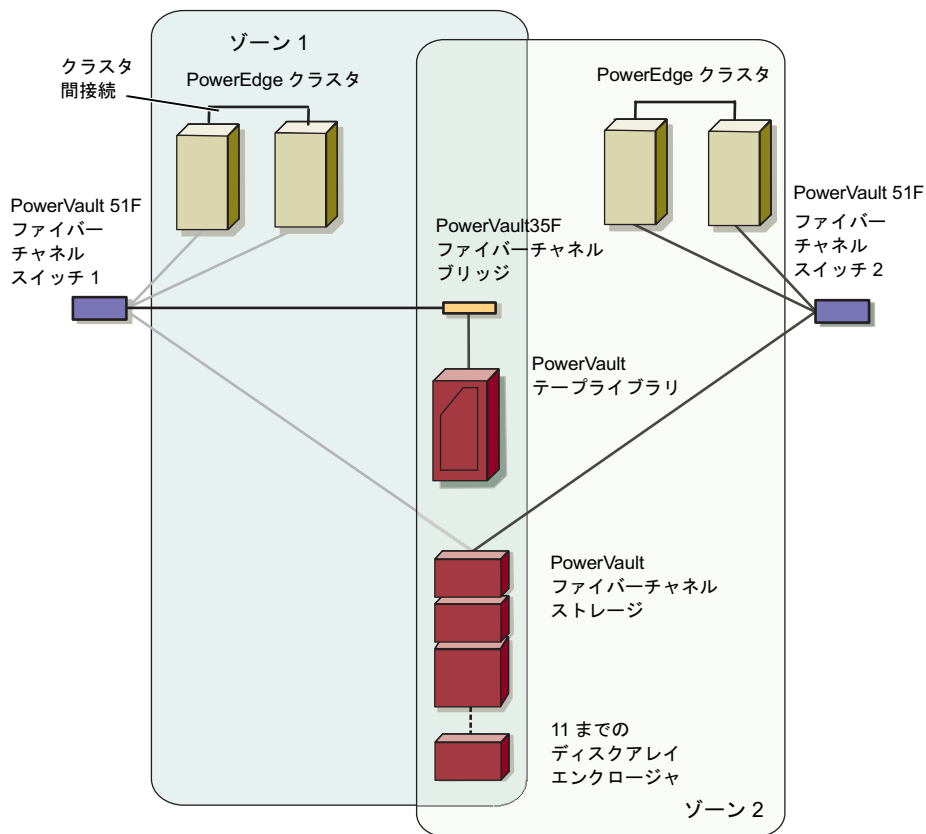 ゾーン 1
クラスタ
間接続
PowerEdge クラスタ
PowerEdge クラスタ
PowerVault 51F
ファイバー
チャネル
スイッチ 1
PowerVault35F
ファイバーチャネル
ブリッジ
PowerVault 51F
ファイバー
チャネル
スイッチ 2
PowerVault
テープライブラリ
PowerVault
ファイバーチャネル
ストレージ
11 までの
ディスクアレイ
エンクロージャ
ゾーン 2